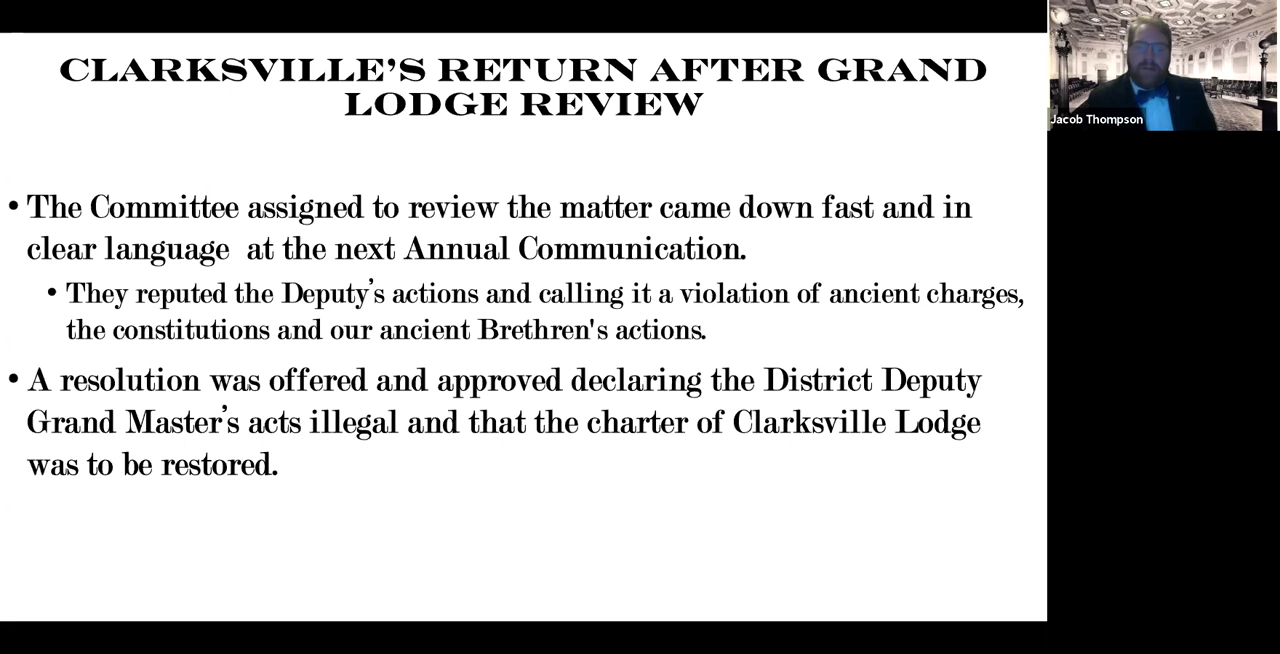 CLARKSVILLE’S RETURN AFTER GRAND
LODGE REVIEW
• The Committee assigned to review the matter came down fast and in
clear language  at the next Annual Communication.
• They reputed the Deputy’s actions and calling it a violation of ancient charges,
the constitutions and our ancient Brethren's actions.
• A resolution was offered and approved declaring the District Deputy
Grand Master’s acts illegal and that the charter of Clarksville Lodge
was to be restored.
Jacob Thompson